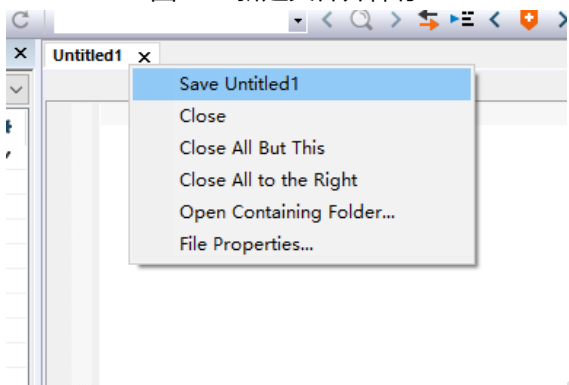 Untitled1
Save Untitled1
Close
Close All But This
Close All to the Right
Open Containing Folder...
File Properties...